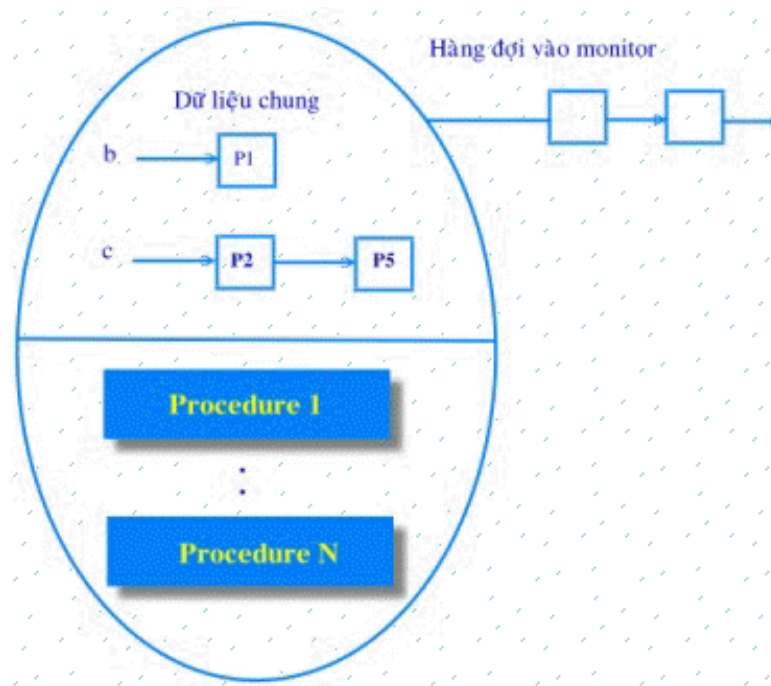 Hàng đợi vào monitor
Dữ liệu chung
b
P1
c
P2
P5
Procedure 1
:
Procedure N